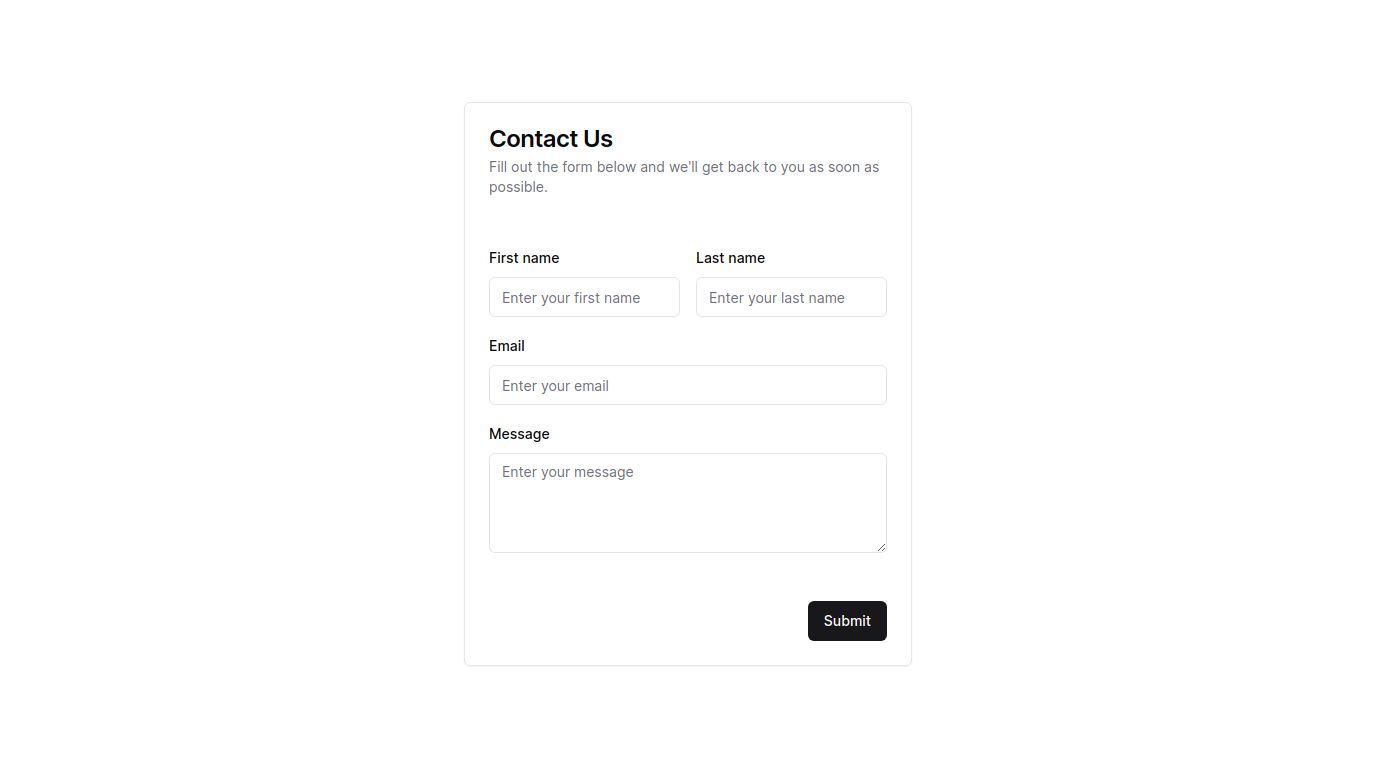 Contact Us
Fill out the form below and we'll get back to you as soon as
possible.
First name
Last name
Enter your first name
Enter your last name
Email
Enter your email
Message
Enter your message
Submit